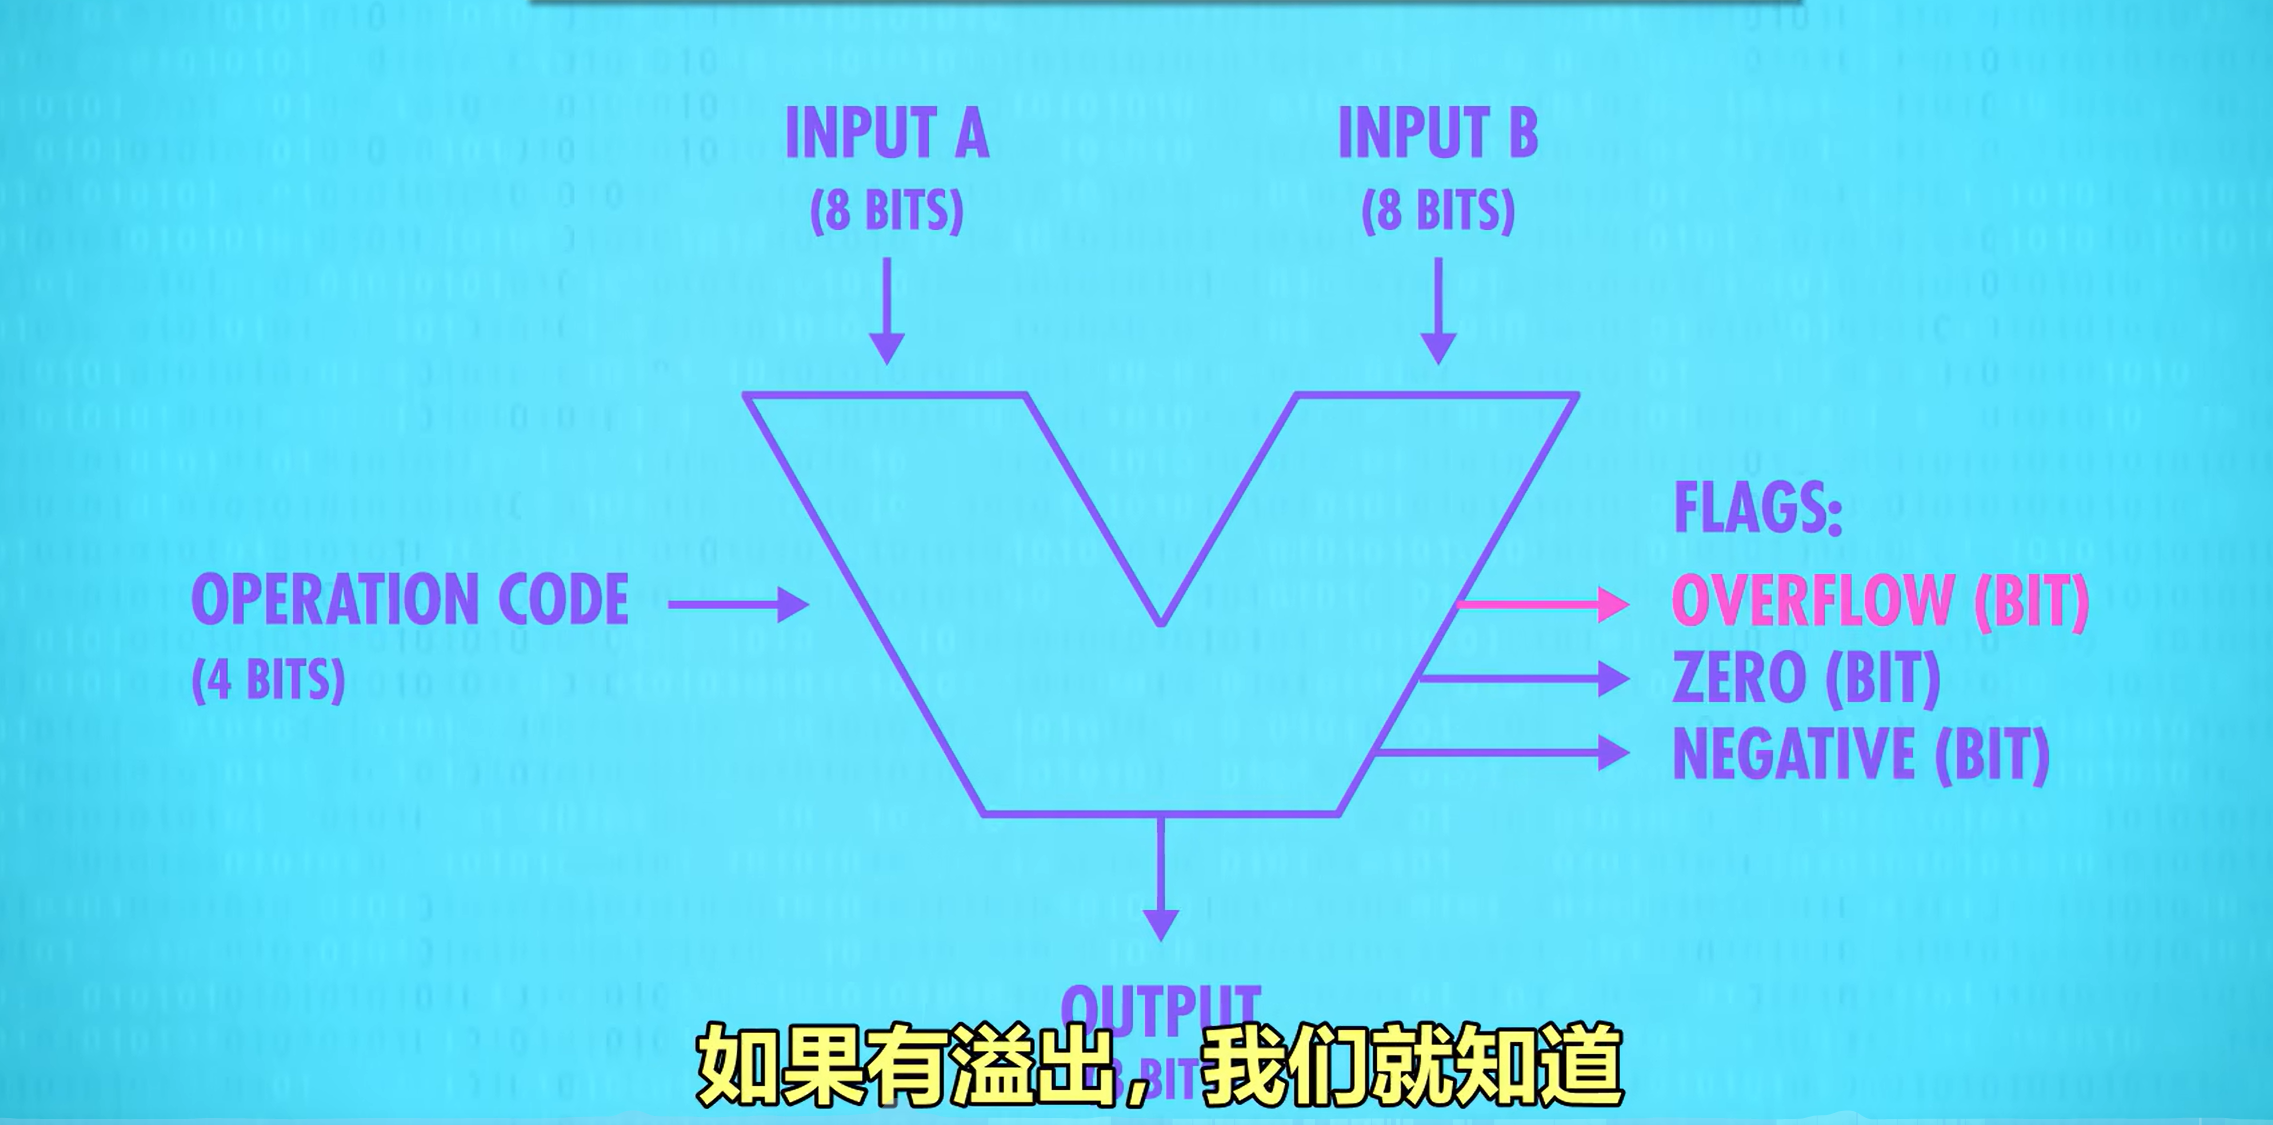 INPUT A
(8 BITS)
INPUT B
(8 BITS)
OPERATION CODE
(4 BITS)
FLAGS:
OVERFLOW (BIT)
ZERO (BIT)
NEGATIVE (BIT)
OUTPUT
如果有溢出，我们就知道